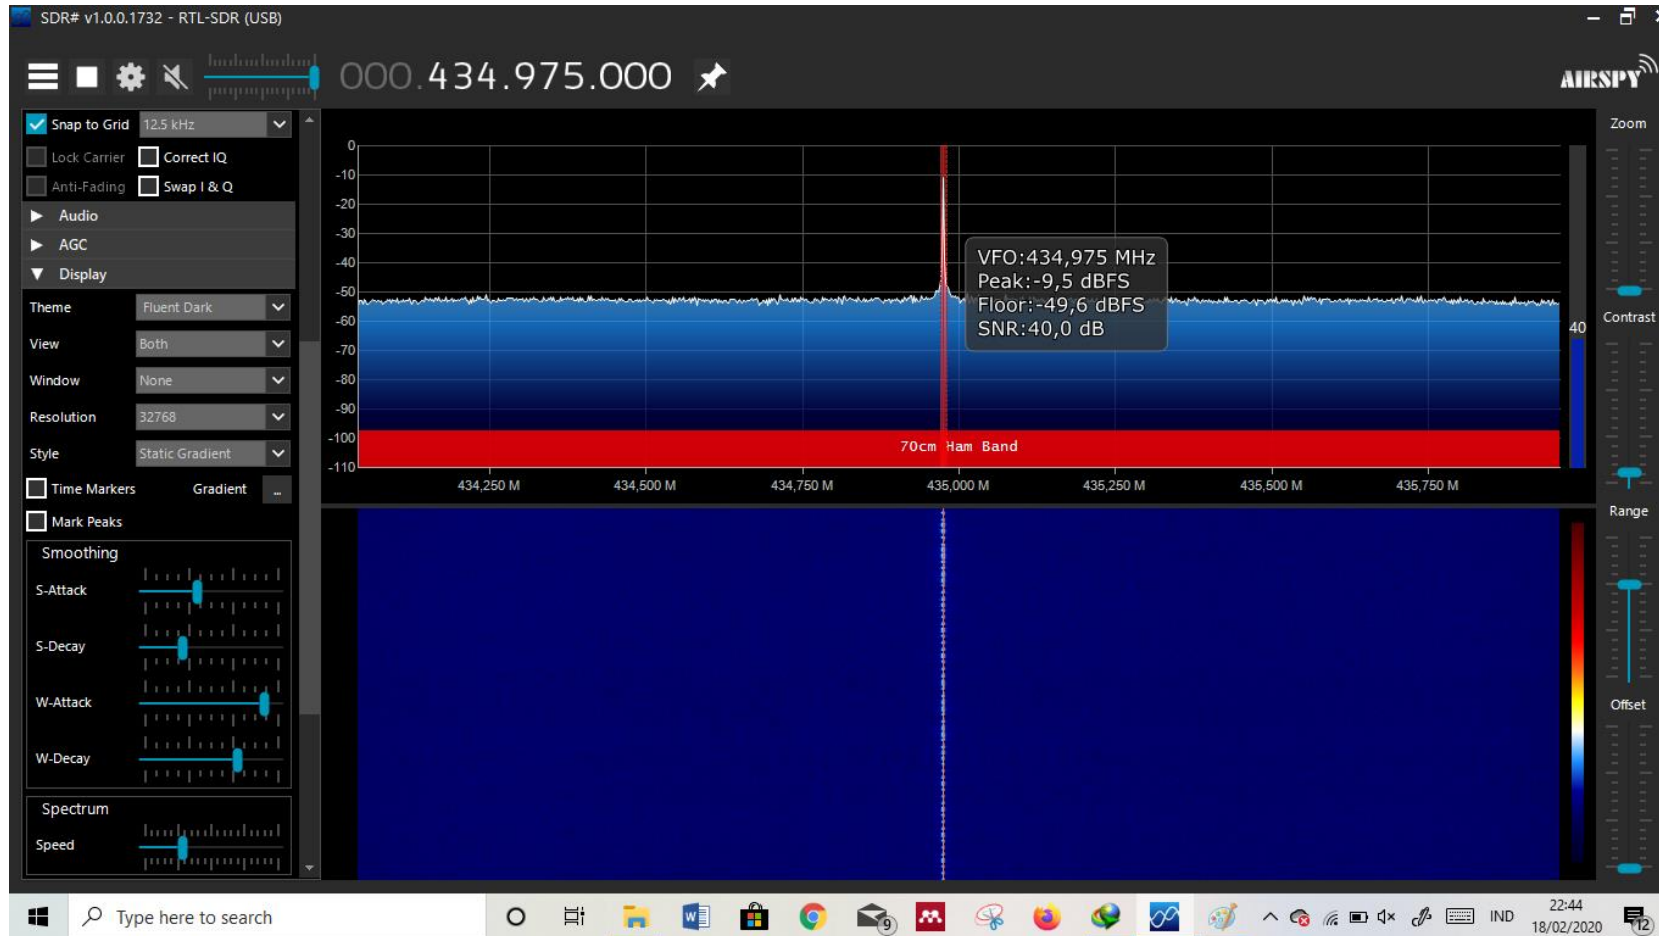 SDR# v1.0.0.1732 - RTL-SDR (USB)
000.434.975.000
AIRSPY
Snap to Grid 12.5 kHz
Lock Carrier Correct IQ
Anti-Fading Swap I & Q
Audio
AGC
Display
Theme Fluent Dark
View Both
Window None
Resolution 32768
Style Static Gradient
Time Markers Gradient ...
Mark Peaks
Smoothing
S-Attack
S-Decay
W-Attack
W-Decay
Spectrum
Speed
0
-10
-20
-30
-40
-50
-60
-70
-80
-90
-100
-110
VFO:434,975 MHz
Peak:-9,5 dBFS
Floor:-49,6 dBFS
SNR:40,0 dB
70cm Ham Band
434,250 M 434,500 M 434,750 M 435,000 M 435,250 M 435,500 M 435,750 M
40
Zoom
Contrast
Range
Offset
Type here to search
W
9
IND
22:44
18/02/2020
12